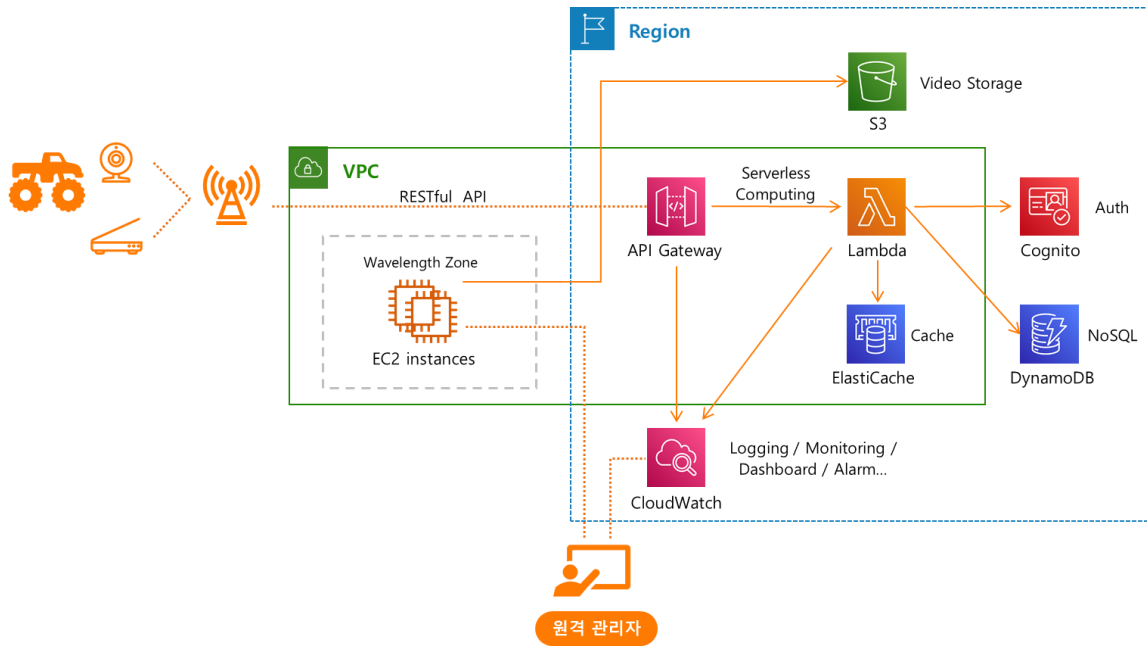 Region
Video Storage
S3
VPC
RESTful API
Serverless
Computing
API Gateway
Lambda
Auth
Cognito
Wavelength Zone
EC2 instances
Cache
ElastiCache
NoSQL
DynamoDB
Logging / Monitoring /
Dashboard / Alarm...
CloudWatch
원격 관리자